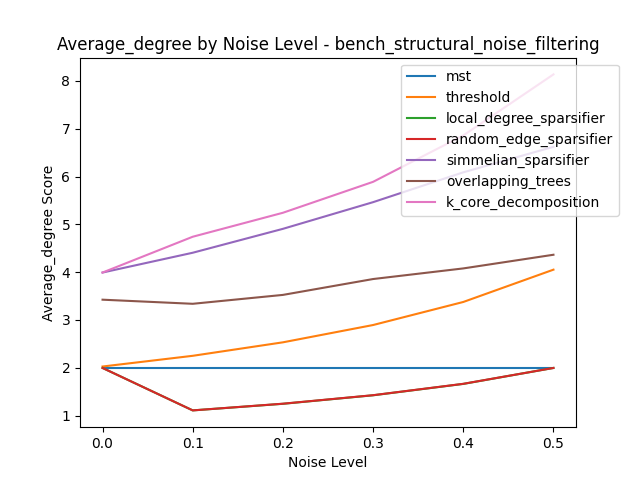 Average_degree by Noise Level - bench_structural_noise_filtering
mst
threshold
local_degree_sparsifier
random_edge_sparsifier
simmelian_sparsifier
overlapping_trees
k_core_decomposition
Average_degree Score
8
7
6
5
4
3
2
1
0.0 0.1 0.2 0.3 0.4 0.5
Noise Level